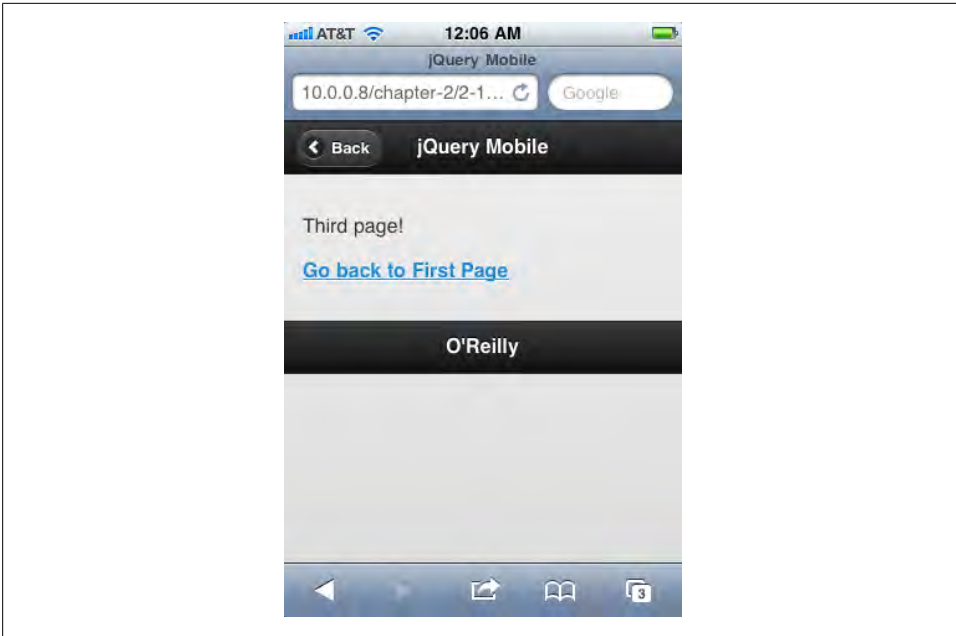 AT&T 12:06 AM
jQuery Mobile
10.0.0.8/chapter-2/2-1... Google
Back jQuery Mobile
Third page!
Go back to First Page
O'Reilly
3